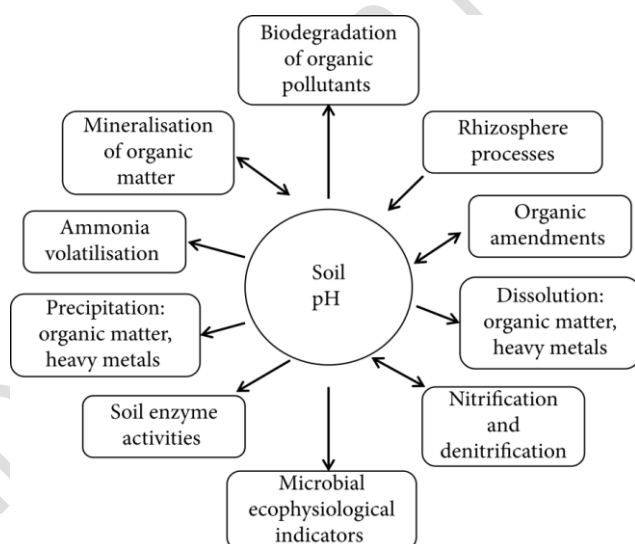 Biodegradation
of organic
pollutants
Mineralisation
of organic
matter
Rhizosphere
processes
Ammonia
volatilisation
Organic
amendments
Soil
pH
Precipitation:
organic matter,
heavy metals
Dissolution:
organic matter,
heavy metals
Soil enzyme
activities
Nitrification
and
denitrification
Microbial
ecophysiological
indicators